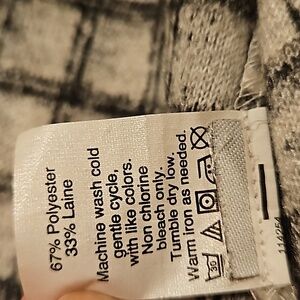 67% Polyester
33% Laine
Machine wash cold
gentle cycle,
with like colors.
Non chlorine
bleach only.
Tumble dry low.
Warm iron as needed.
30